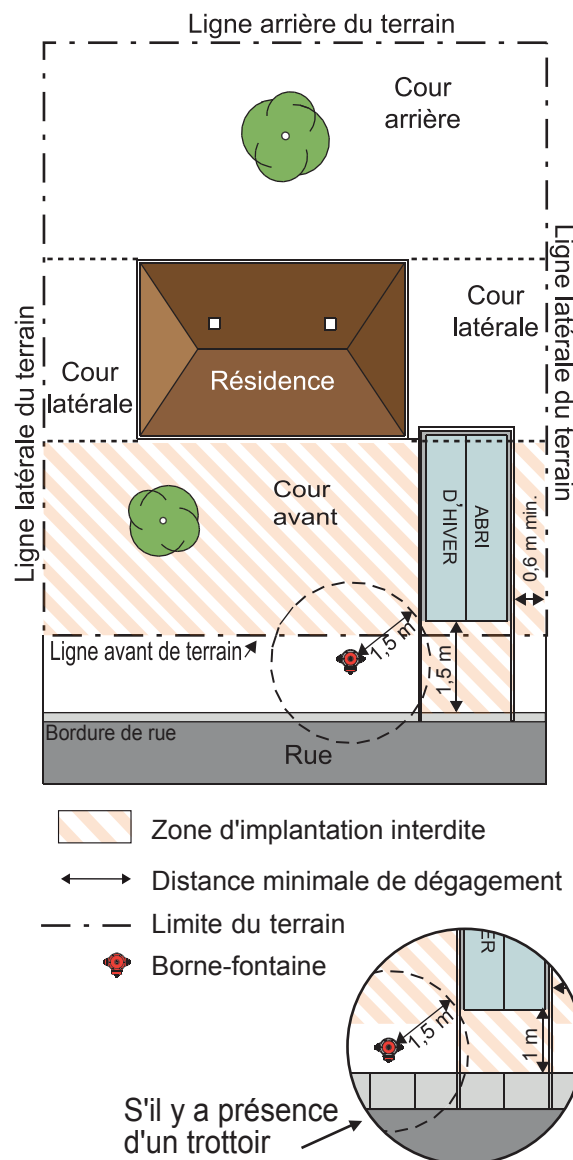 Ligne arrière du terrain
Cour
arrière
Ligne latérale du terrain
Cour
latérale
Cour
latérale
Résidence
Ligne latérale du terrain
Cour
avant
ABRI
D'HIVER
0,6 m min.
Ligne avant de terrain
1,5 m
1,5 m
Bordure de rue
Rue
Zone d'implantation interdite
Distance minimale de dégagement
Limite du terrain
Borne-fontaine
ER
1,5 m
1 m
S'il y a présence
d'un trottoir